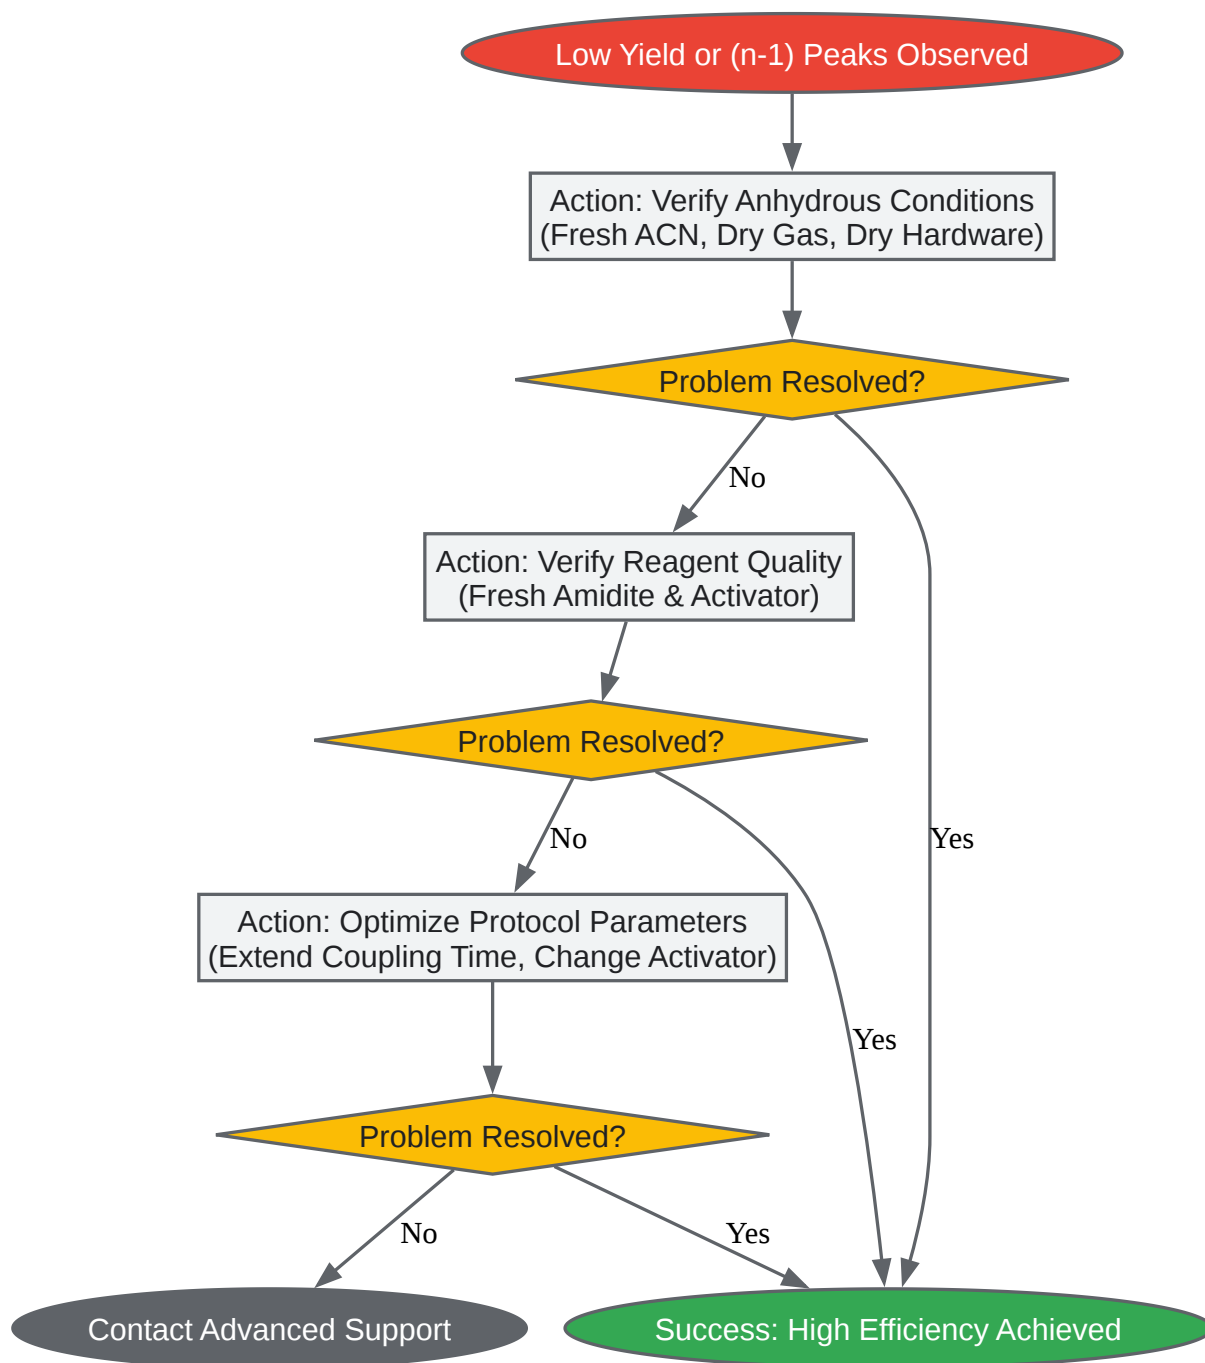 Low Yield or (n-1) Peaks Observed
Action: Verify Anhydrous Conditions
(Fresh ACN, Dry Gas, Dry Hardware)
Problem Resolved?
No
Action: Verify Reagent Quality
(Fresh Amidite & Activator)
Problem Resolved?
No
Yes
Action: Optimize Protocol Parameters
(Extend Coupling Time, Change Activator)
Yes
Problem Resolved?
No
Yes
Contact Advanced Support
Success: High Efficiency Achieved